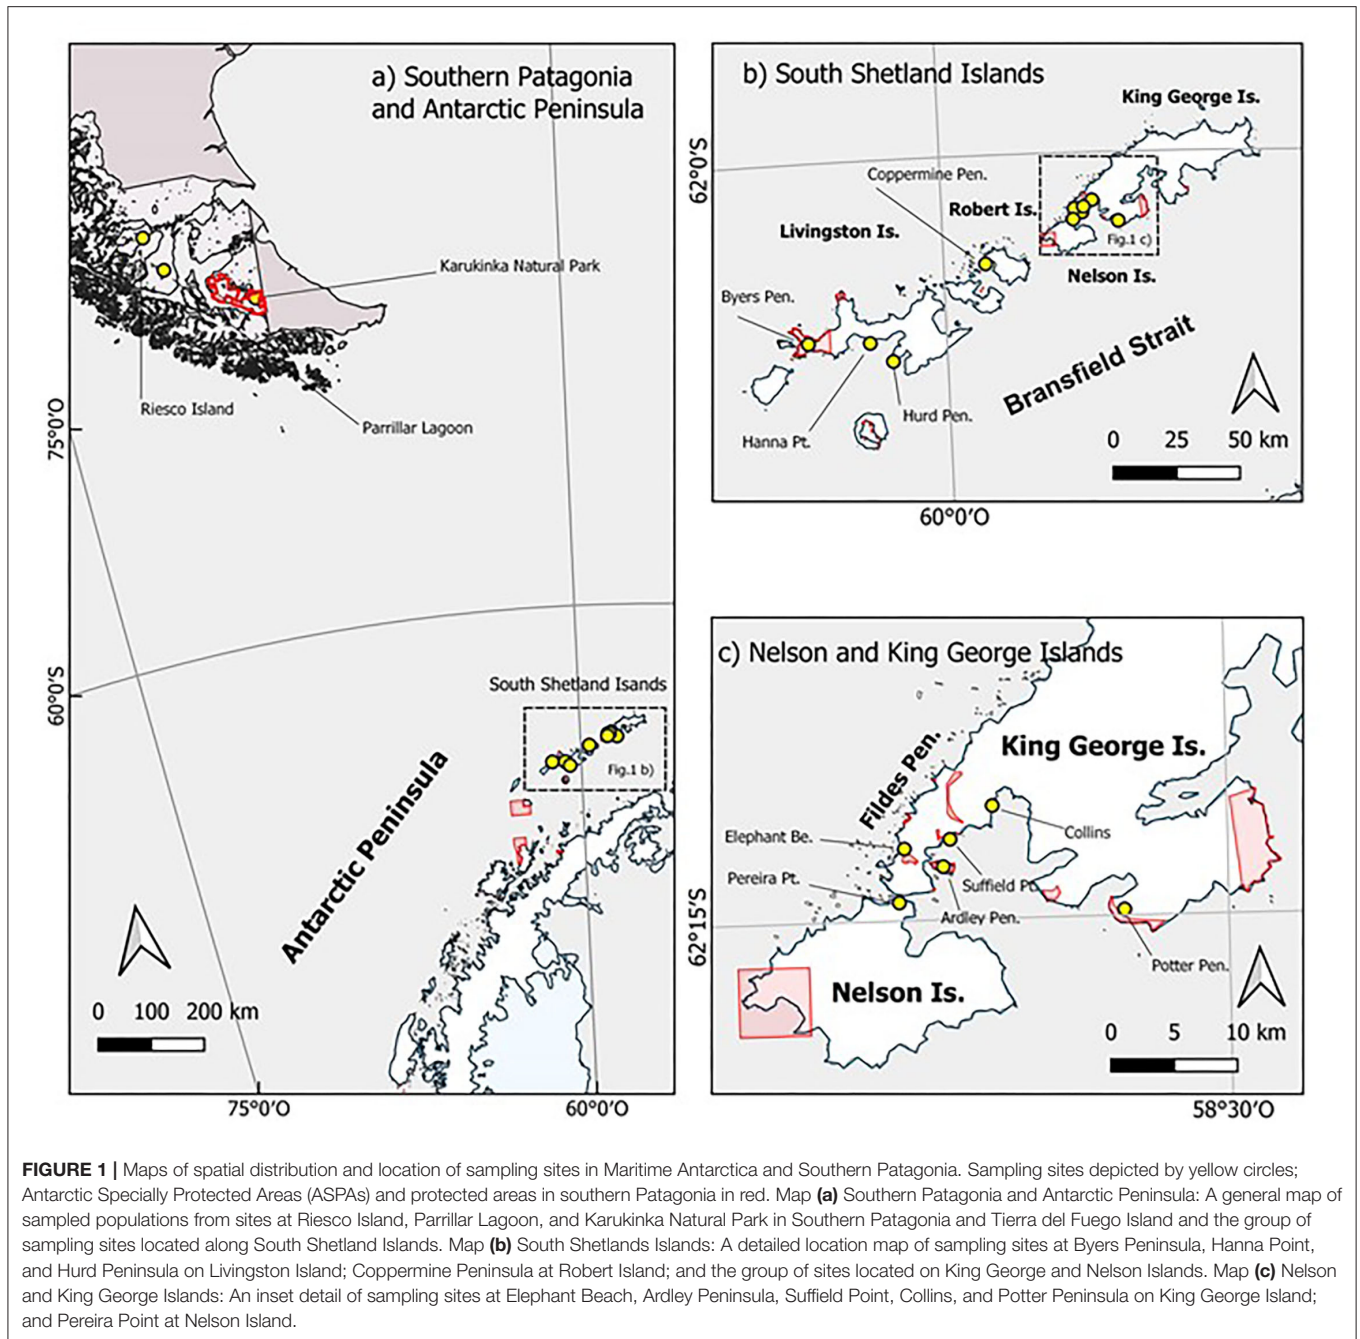 a) Southern Patagonia
and Antarctic Peninsula
Karukinka Natural Park
Riesco Island
Parrillar Lagoon
75°0'O
60°0'S
South Shetland Isands
Fig.1 b)
Antarctic Peninsula
0 100 200 km
75°0'O
60°0'O
b) South Shetland Islands
King George Is.
62°0'S
Coppermine Pen.
Robert Is.
Livingston Is.
Fig.1 c)
Nelson Is.
Byers Pen.
Bransfield Strait
Hurd Pen.
Hanna Pt.
0 25 50 km
60°0'O
c) Nelson and King George Islands
King George Is.
Fildes Pen.
Elephant Be.
Collins
Pereira Pt.
Suffield Pt.
Ardley Pen.
62°15'S
Potter Pen.
Nelson Is.
0 5 10 km
58°30'O
FIGURE 1 | Maps of spatial distribution and location of sampling sites in Maritime Antarctica and Southern Patagonia. Sampling sites depicted by yellow circles;
Antarctic Specially Protected Areas (ASPAs) and protected areas in southern Patagonia in red. Map (a) Southern Patagonia and Antarctic Peninsula: A general map of
sampled populations from sites at Riesco Island, Parrillar Lagoon, and Karukinka Natural Park in Southern Patagonia and Tierra del Fuego Island and the group of
sampling sites located along South Shetland Islands. Map (b) South Shetlands Islands: A detailed location map of sampling sites at Byers Peninsula, Hanna Point,
and Hurd Peninsula on Livingston Island; Coppermine Peninsula at Robert Island; and the group of sites located on King George and Nelson Islands. Map (c) Nelson
and King George Islands: An inset detail of sampling sites at Elephant Beach, Ardley Peninsula, Suffield Point, Collins, and Potter Peninsula on King George Island;
and Pereira Point at Nelson Island.